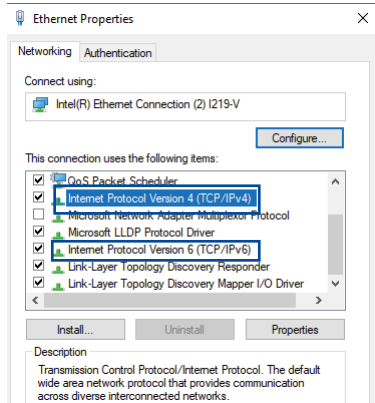 Ethernet Properties
Networking Authentication
Connect using:
Intel(R) Ethernet Connection (2) I219-V
Configure...
This connection uses the following items:
QoS Packet Scheduler
Internet Protocol Version 4 (TCP/IPv4)
Microsoft Network Adapter Multiplexor Protocol
Microsoft LLDP Protocol Driver
Internet Protocol Version 6 (TCP/IPv6)
Link-Layer Topology Discovery Responder
Link-Layer Topology Discovery Mapper I/O Driver
Install... Uninstall Properties
Description
Transmission Control Protocol/Internet Protocol. The default
wide area network protocol that provides communication
across diverse interconnected networks.